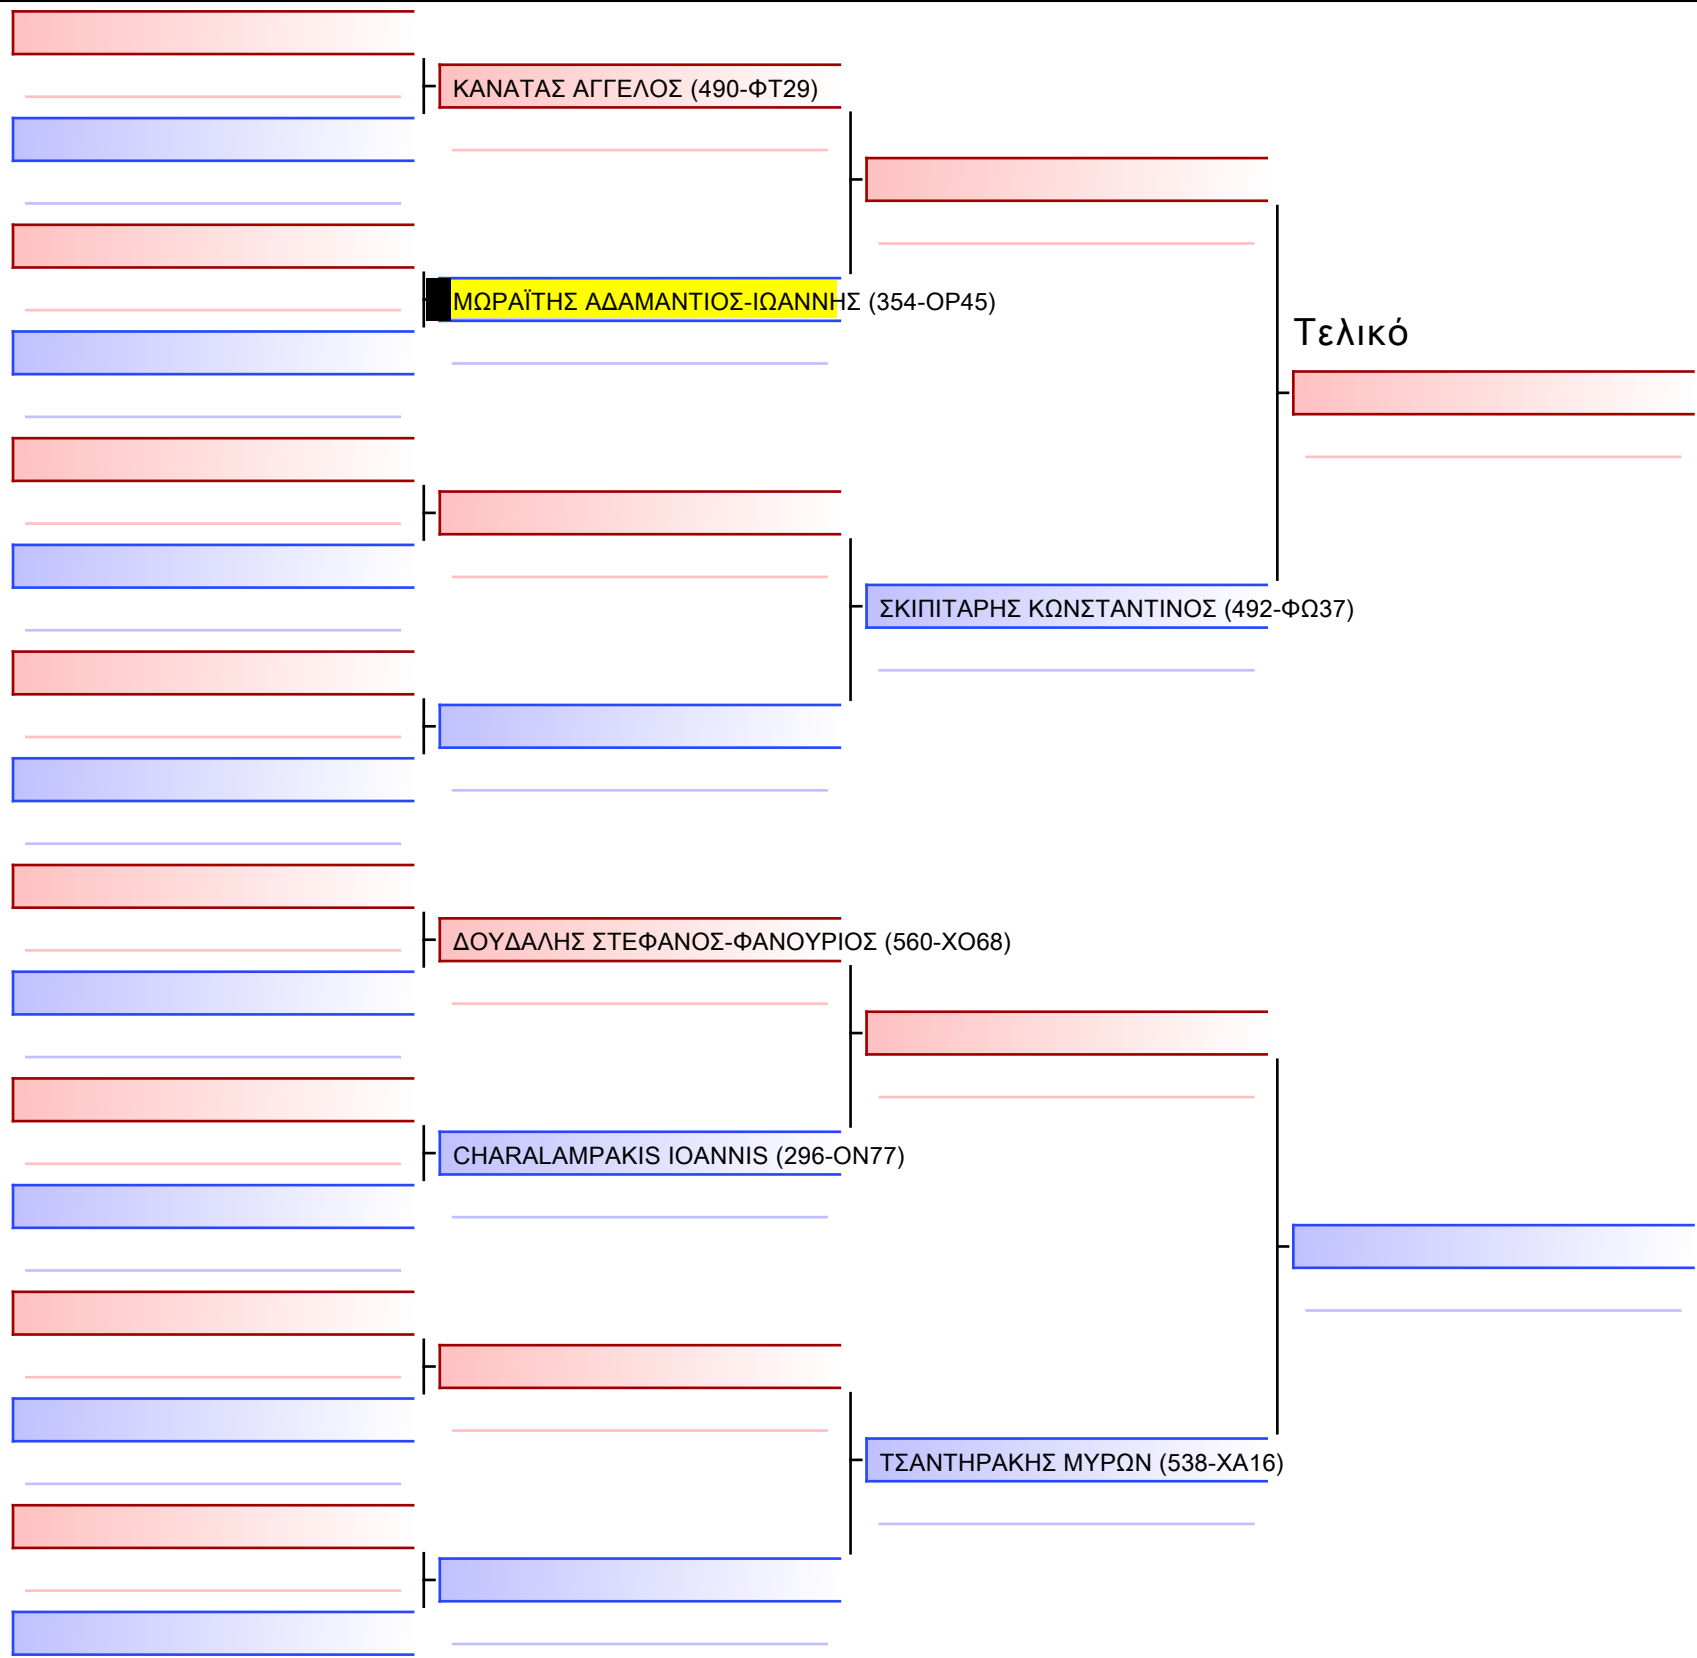 ΚΑΝΑΤΑΣ ΑΓΓΕΛΟΣ (490-ΦΤ29)
ΜΩΡΑΪΤΗΣ ΑΔΑΜΑΝΤΙΟΣ-ΙΩΑΝΝΗΣ (354-ΟΡ45)
Τελικό
ΣΚΙΠΙΤΑΡΗΣ ΚΩΝΣΤΑΝΤΙΝΟΣ (492-ΦΩ37)
ΔΟΥΔΑΛΗΣ ΣΤΕΦΑΝΟΣ-ΦΑΝΟΥΡΙΟΣ (560-ΧΟ68)
CHARALAMPAKIS IOANNIS (296-ΟΝ77)
ΤΣΑΝΤΗΡΑΚΗΣ ΜΥΡΩΝ (538-ΧΑ16)